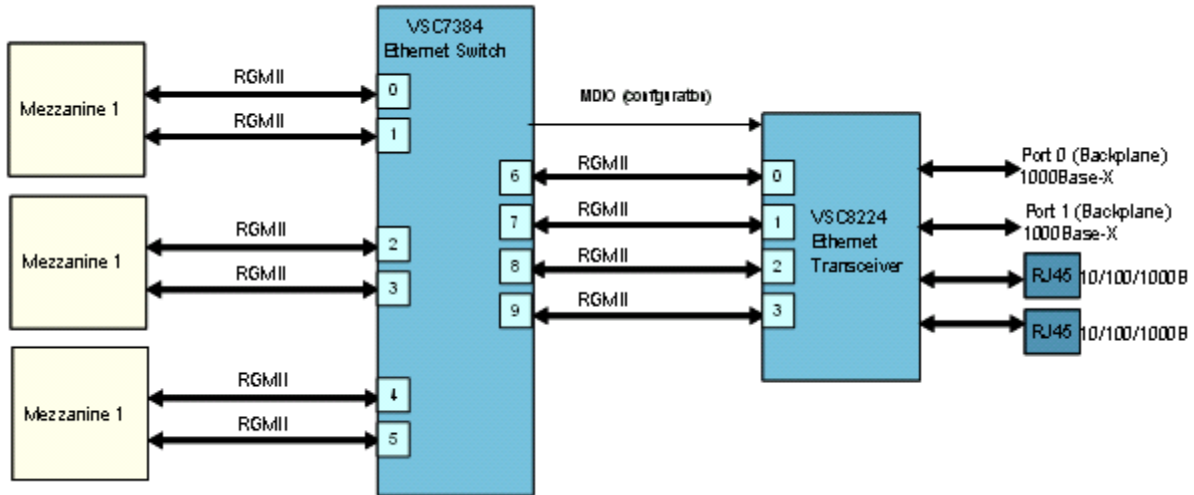 VSC7384
Ethernet Switch
Mezzanine 1
RGMII
0
RGMII
1
MDIO (configuration)
6
RGMII
0
Port 0 (Backplane)
1000Base-X
7
RGMII
1
VSC8224
Ethernet
Transceiver
Port 1 (Backplane)
1000Base-X
Mezzanine 1
RGMII
2
RGMII
3
8
RGMII
2
RJ45 10/100/1000B
9
RGMII
3
RJ45 10/100/1000B
Mezzanine 1
RGMII
4
RGMII
5